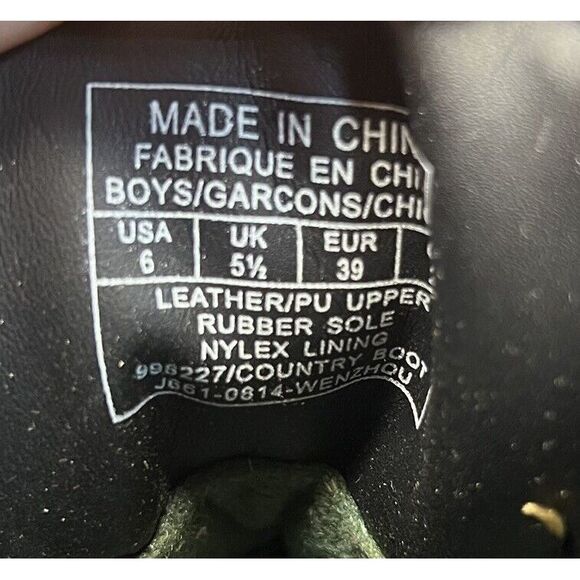 MADE IN CHIN
FABRIQUE EN CHI
BOYS/GARCONS/CHI
USA UK EUR
6 5½ 39
LEATHER/PU UPPER
RUBBER SOLE
NYLEX LINING
998227/COUNTRY BOOT
J861-0814-WENZHOU